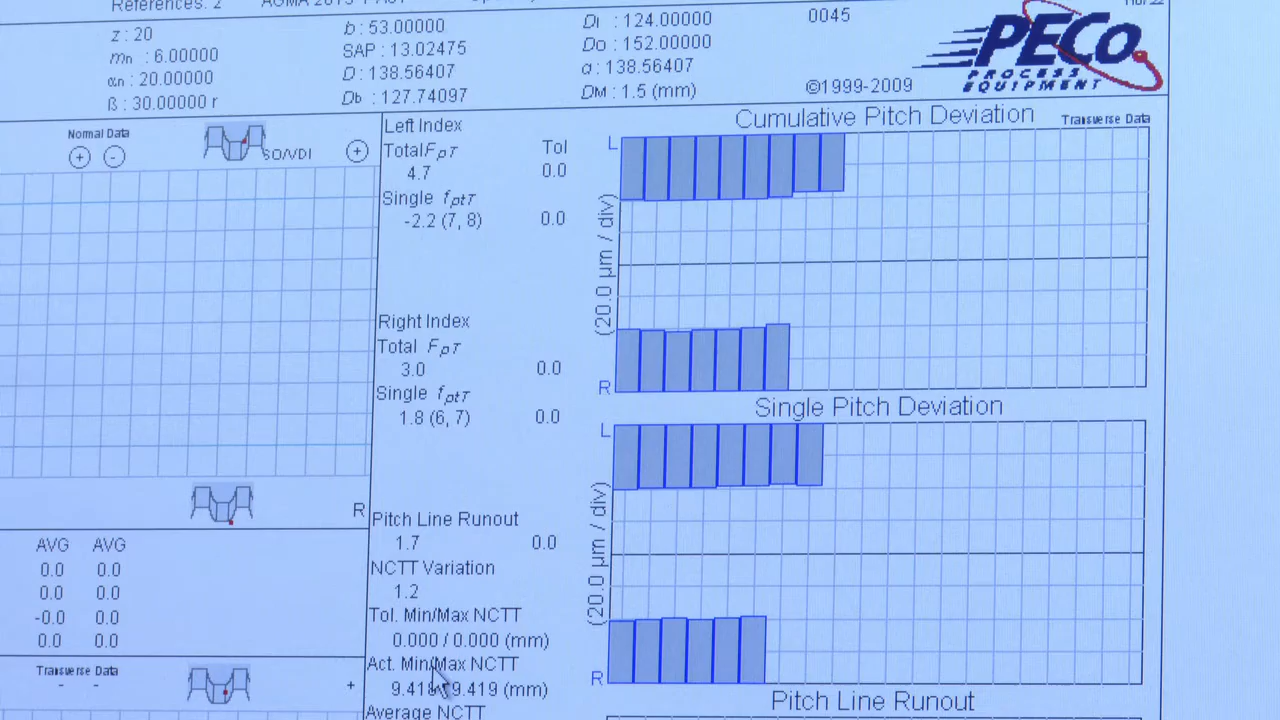 References: 2
z : 20
mn : 6.00000
αn : 20.00000
ß : 30.00000 r
b : 53.00000
SAP : 13.02475
D : 138.56407
Db : 127.74097
Di : 124.00000
Do : 152.00000
α : 138.56407
DM : 1.5 (mm)
0045
©1999-2009
PECo
PROCESS
EQUIPMENT
Normal Data
+ -
SO/VDI
+
R
AVG AVG
0.0 0.0
0.0 0.0
-0.0 0.0
0.0 0.0
Transverse Data
- -
+
Left Index
Total FpT Tol
4.7 0.0
Single fptT
-2.2 (7, 8) 0.0
Right Index
Total FpT
3.0 0.0
Single fptT
1.8 (6, 7) 0.0
Pitch Line Runout
1.7 0.0
NCTT Variation
1.2
Tol. Min/Max NCTT
0.000 / 0.000 (mm)
Act. Min/Max NCTT
9.418 / 9.419 (mm)
Average NCTT
Cumulative Pitch Deviation
Transverse Data
L
(20.0 µm / div)
R
Single Pitch Deviation
L
(20.0 µm / div)
R
Pitch Line Runout